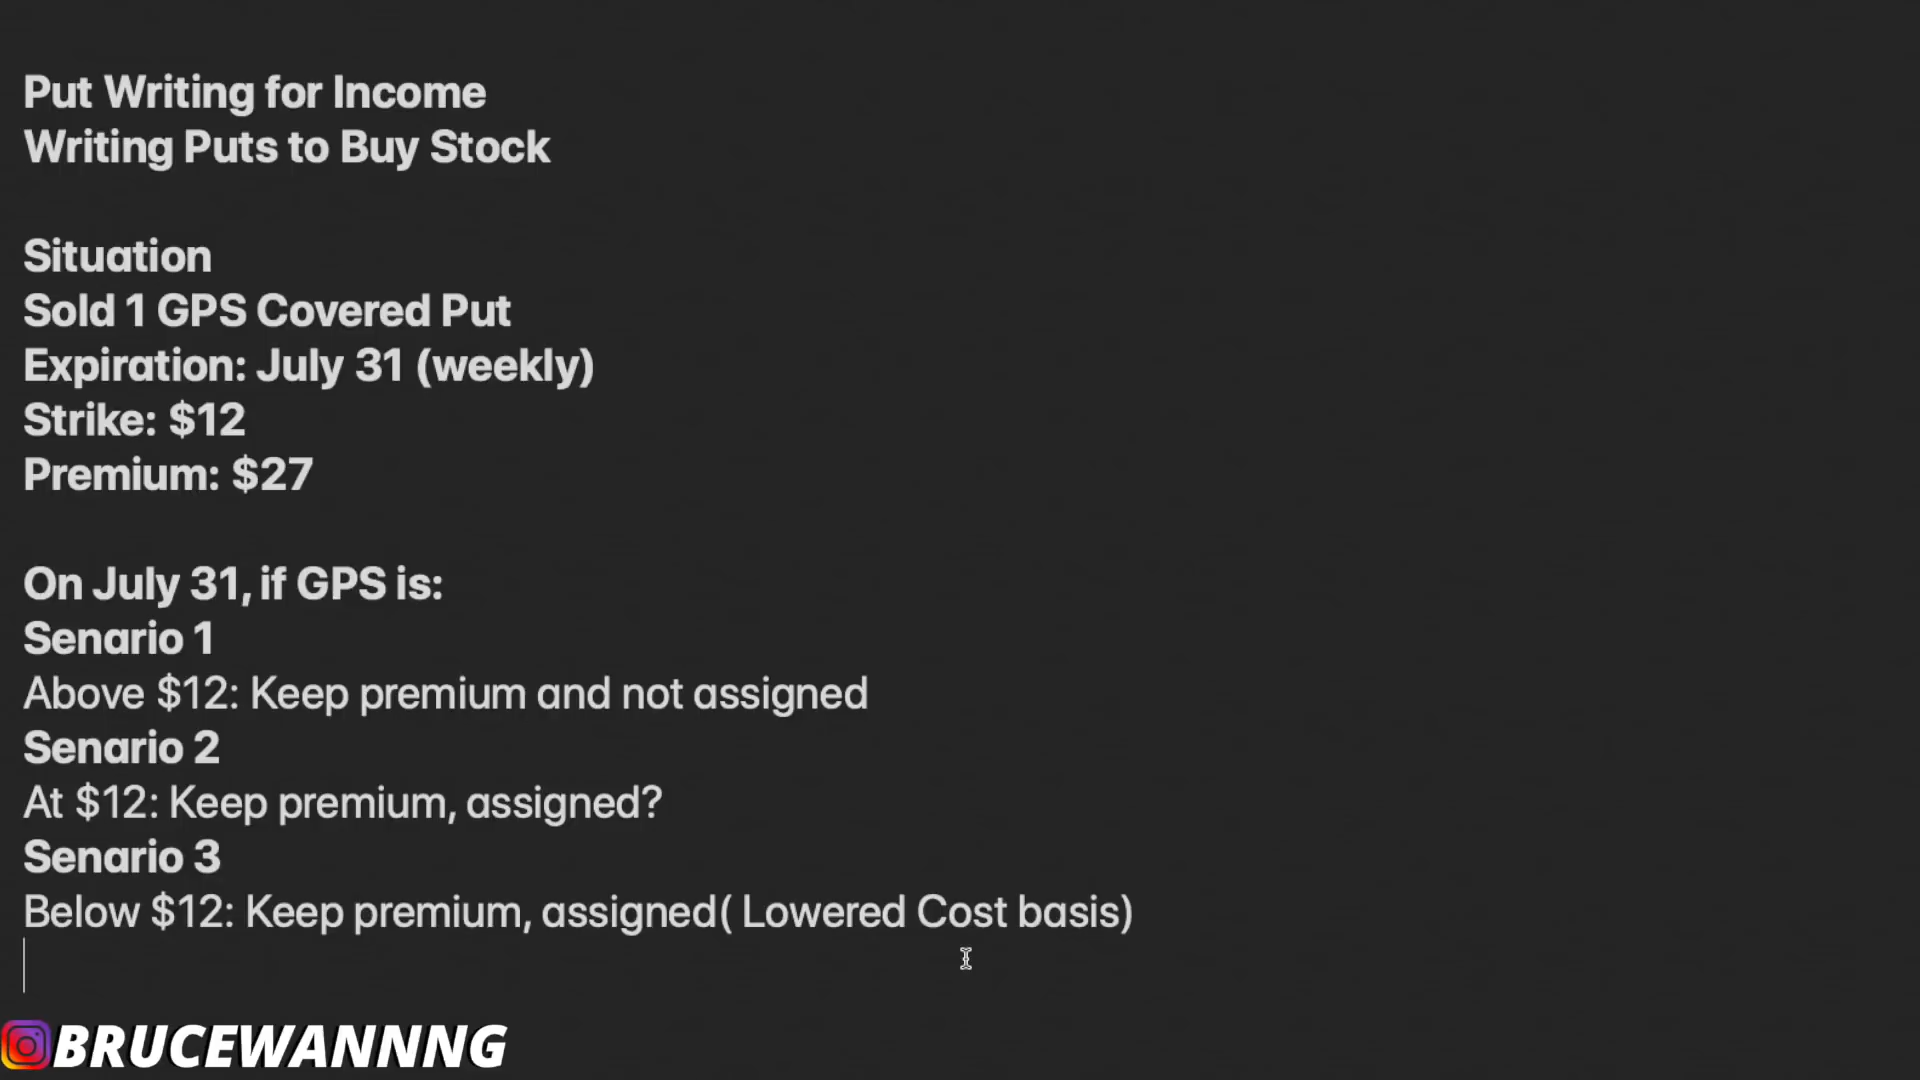 Put Writing for Income
Writing Puts to Buy Stock
Situation
Sold 1 GPS Covered Put
Expiration: July 31 (weekly)
Strike: $12
Premium: $27
On July 31, if GPS is:
Senario 1
Above $12: Keep premium and not assigned
Senario 2
At $12: Keep premium, assigned?
Senario 3
Below $12: Keep premium, assigned( Lowered Cost basis)
BRUCEWANNNG